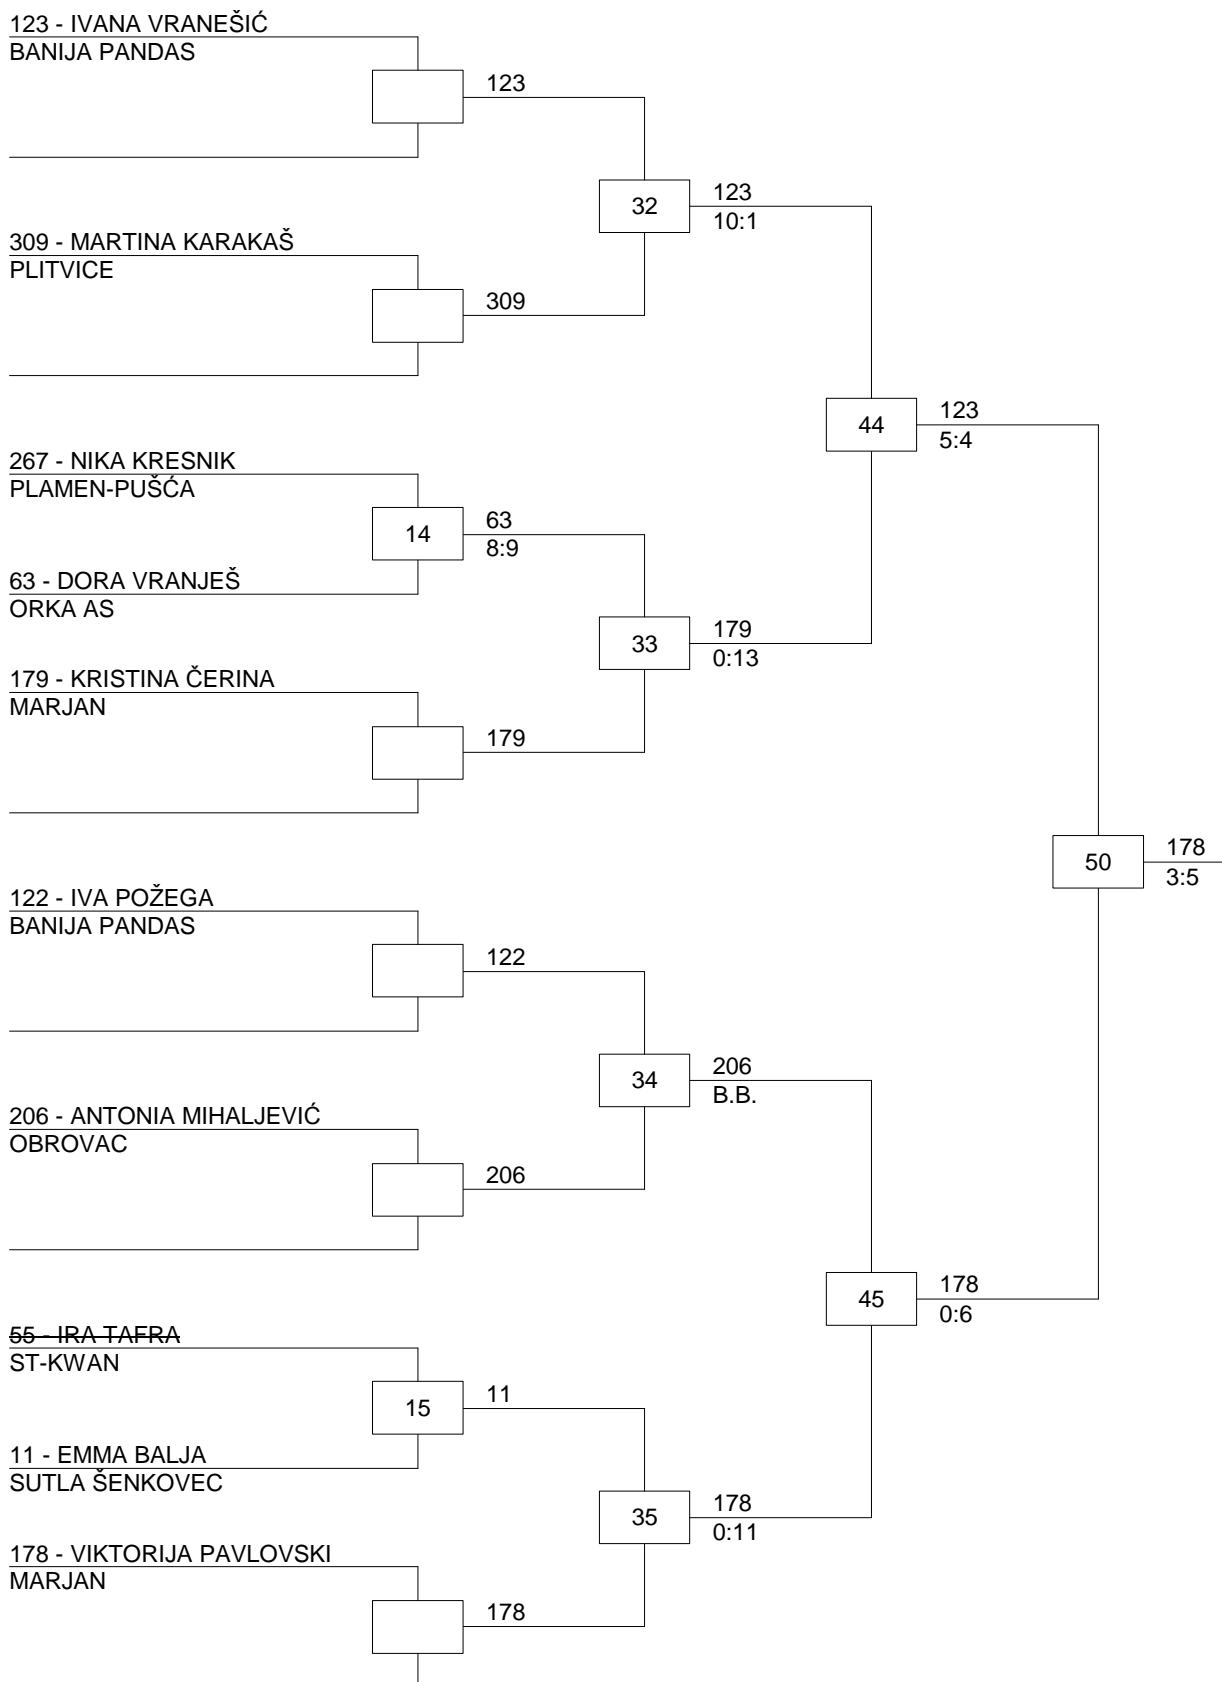 123 - IVANA VRANEŠIĆ
BANIJA PANDAS
123
32
123
10:1
309 - MARTINA KARAKAŠ
PLITVICE
309
44
123
5:4
267 - NIKA KRESNIK
PLAMEN-PUŠĆA
14
63
8:9
63 - DORA VRANJEŠ
ORKA AS
33
179
0:13
179 - KRISTINA ČERINA
MARJAN
179
50
178
3:5
122 - IVA POŽEGA
BANIJA PANDAS
122
34
206
B.B.
206 - ANTONIA MIHALJEVIĆ
OBROVAC
206
45
178
0:6
55 - IRA TAFRA
ST-KWAN
15
11
11 - EMMA BALJA
SUTLA ŠENKOVEC
35
178
0:11
178 - VIKTORIJA PAVLOVSKI
MARJAN
178